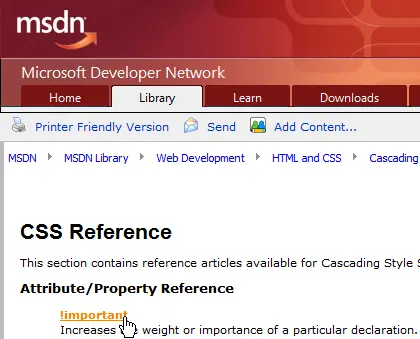 msdn
Microsoft Developer Network
Home Library Learn Downloads
Printer Friendly Version Send Add Content...
MSDN MSDN Library Web Development HTML and CSS Cascading
CSS Reference
This section contains reference articles available for Cascading Style S
Attribute/Property Reference
!important
Increases weight or importance of a particular declaration.